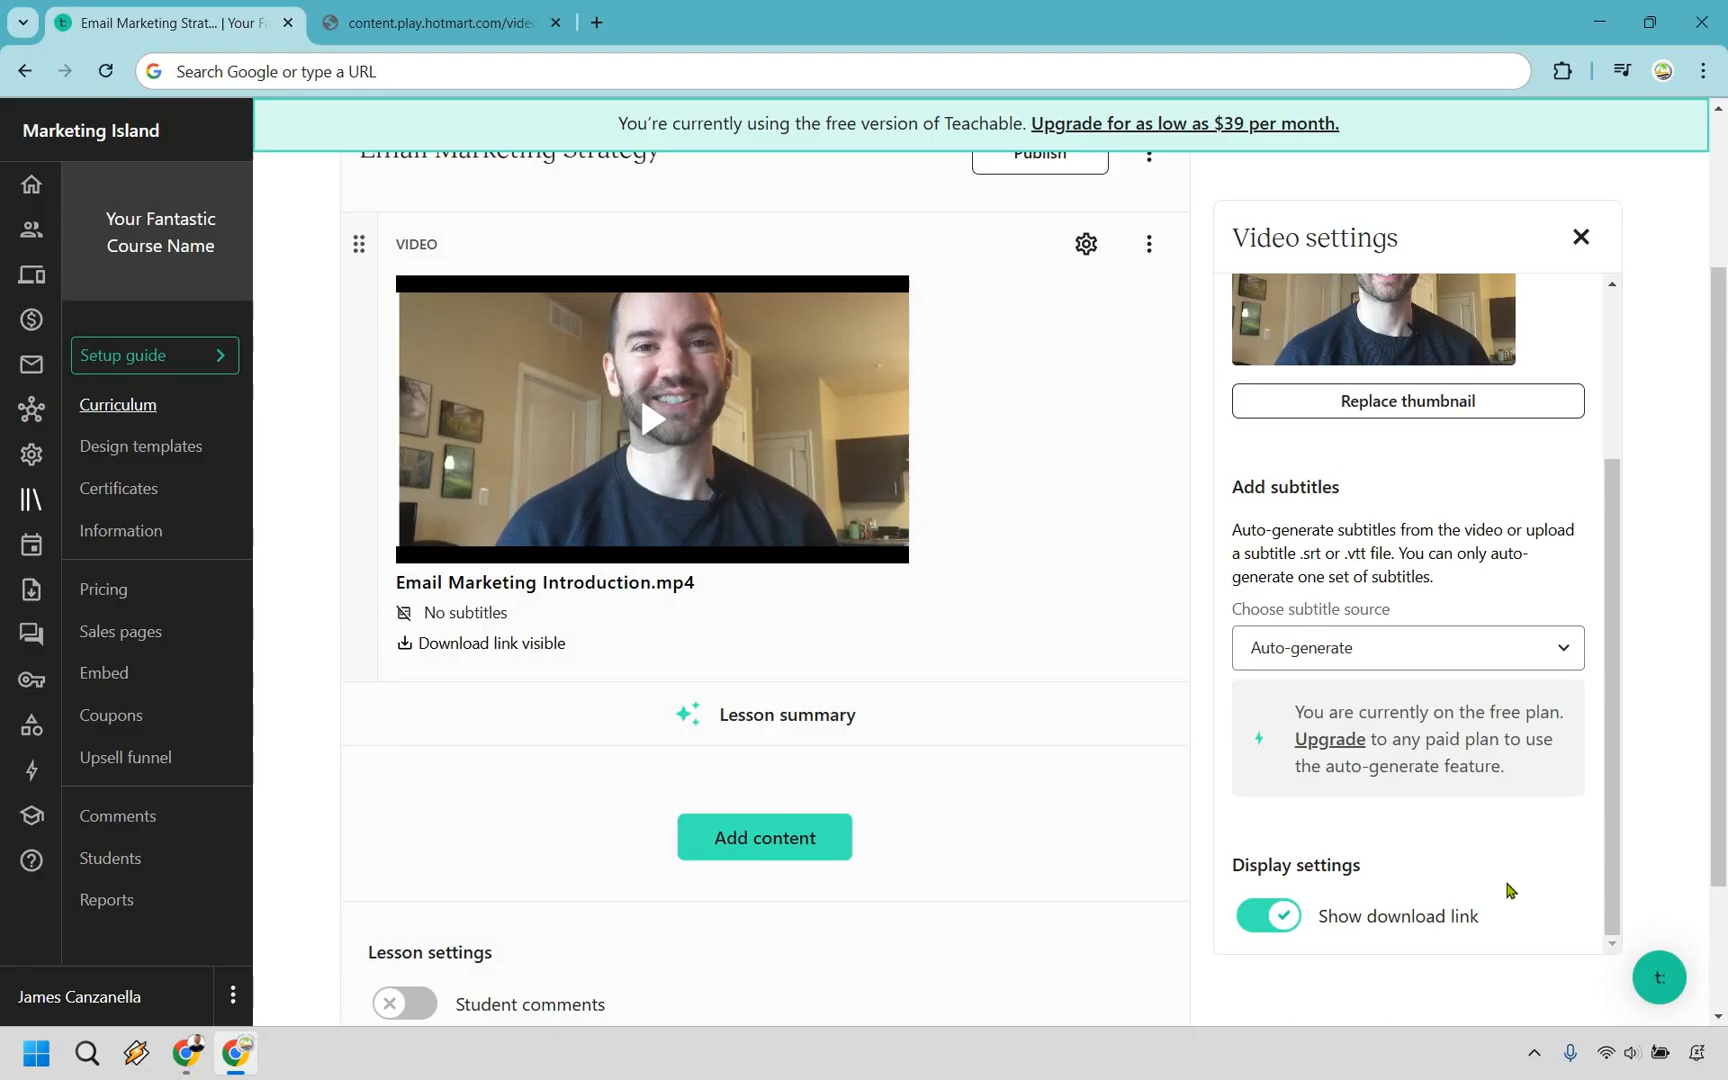 Email Marketing Strat... | Your Fa
content.play.hotmart.com/vide
Search Google or type a URL
Marketing Island
You're currently using the free version of Teachable. Upgrade for as low as $39 per month.
Your Fantastic
Course Name
Setup guide
Curriculum
Design templates
Certificates
Information
Pricing
Sales pages
Embed
Coupons
Upsell funnel
Comments
Students
Reports
James Canzanella
Email Marketing Strategy
Publish
VIDEO
Email Marketing Introduction.mp4
No subtitles
Download link visible
Lesson summary
Add content
Lesson settings
Student comments
Video settings
Replace thumbnail
Add subtitles
Auto-generate subtitles from the video or upload
a subtitle .srt or .vtt file. You can only auto-
generate one set of subtitles.
Choose subtitle source
Auto-generate
You are currently on the free plan.
Upgrade to any paid plan to use
the auto-generate feature.
Display settings
Show download link
t: